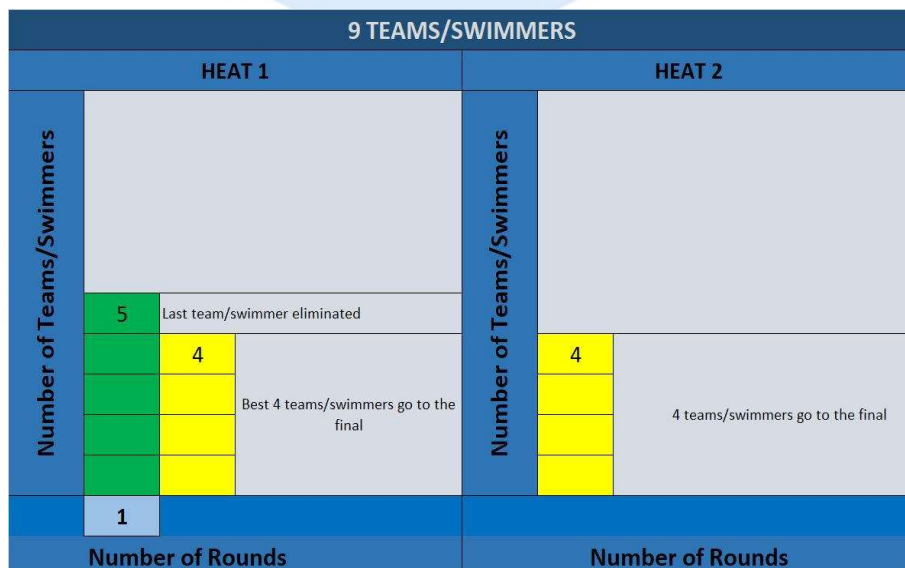 9 TEAMS/SWIMMERS
HEAT 1
HEAT 2
Number of Teams/Swimmers
5
Last team/swimmer eliminated
4
Best 4 teams/swimmers go to the
final
1
Number of Rounds
Number of Teams/Swimmers
4
4 teams/swimmers go to the final
Number of Rounds